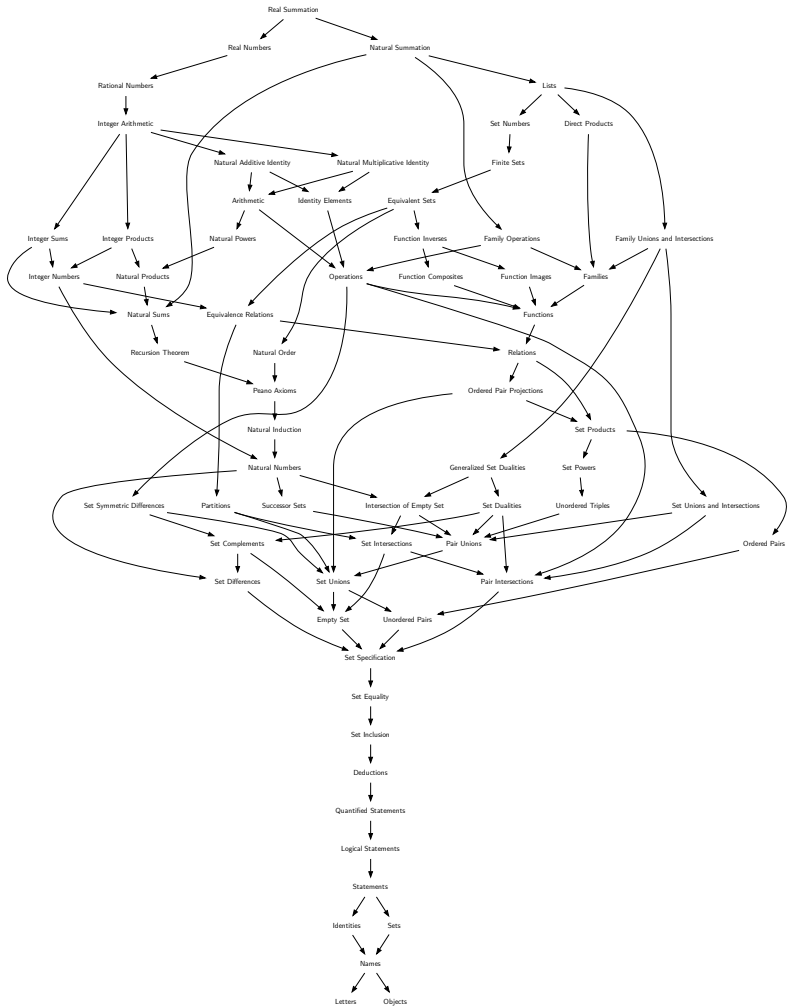 Real Summation
Real Numbers
Natural Summation
Rational Numbers
Lists
Integer Arithmetic
Set Numbers
Direct Products
Natural Additive Identity
Natural Multiplicative Identity
Finite Sets
Arithmetic
Identity Elements
Equivalent Sets
Integer Sums
Integer Products
Natural Powers
Function Inverses
Family Operations
Family Unions and Intersections
Integer Numbers
Natural Products
Operations
Function Composites
Function Images
Families
Natural Sums
Equivalence Relations
Functions
Recursion Theorem
Natural Order
Relations
Peano Axioms
Ordered Pair Projections
Natural Induction
Set Products
Natural Numbers
Generalized Set Dualities
Set Powers
Set Symmetric Differences
Partitions
Successor Sets
Intersection of Empty Set
Set Dualities
Unordered Triples
Set Unions and Intersections
Set Complements
Set Intersections
Pair Unions
Ordered Pairs
Set Differences
Set Unions
Pair Intersections
Empty Set
Unordered Pairs
Set Specification
Set Equality
Set Inclusion
Deductions
Quantified Statements
Logical Statements
Statements
Identities
Sets
Names
Letters
Objects